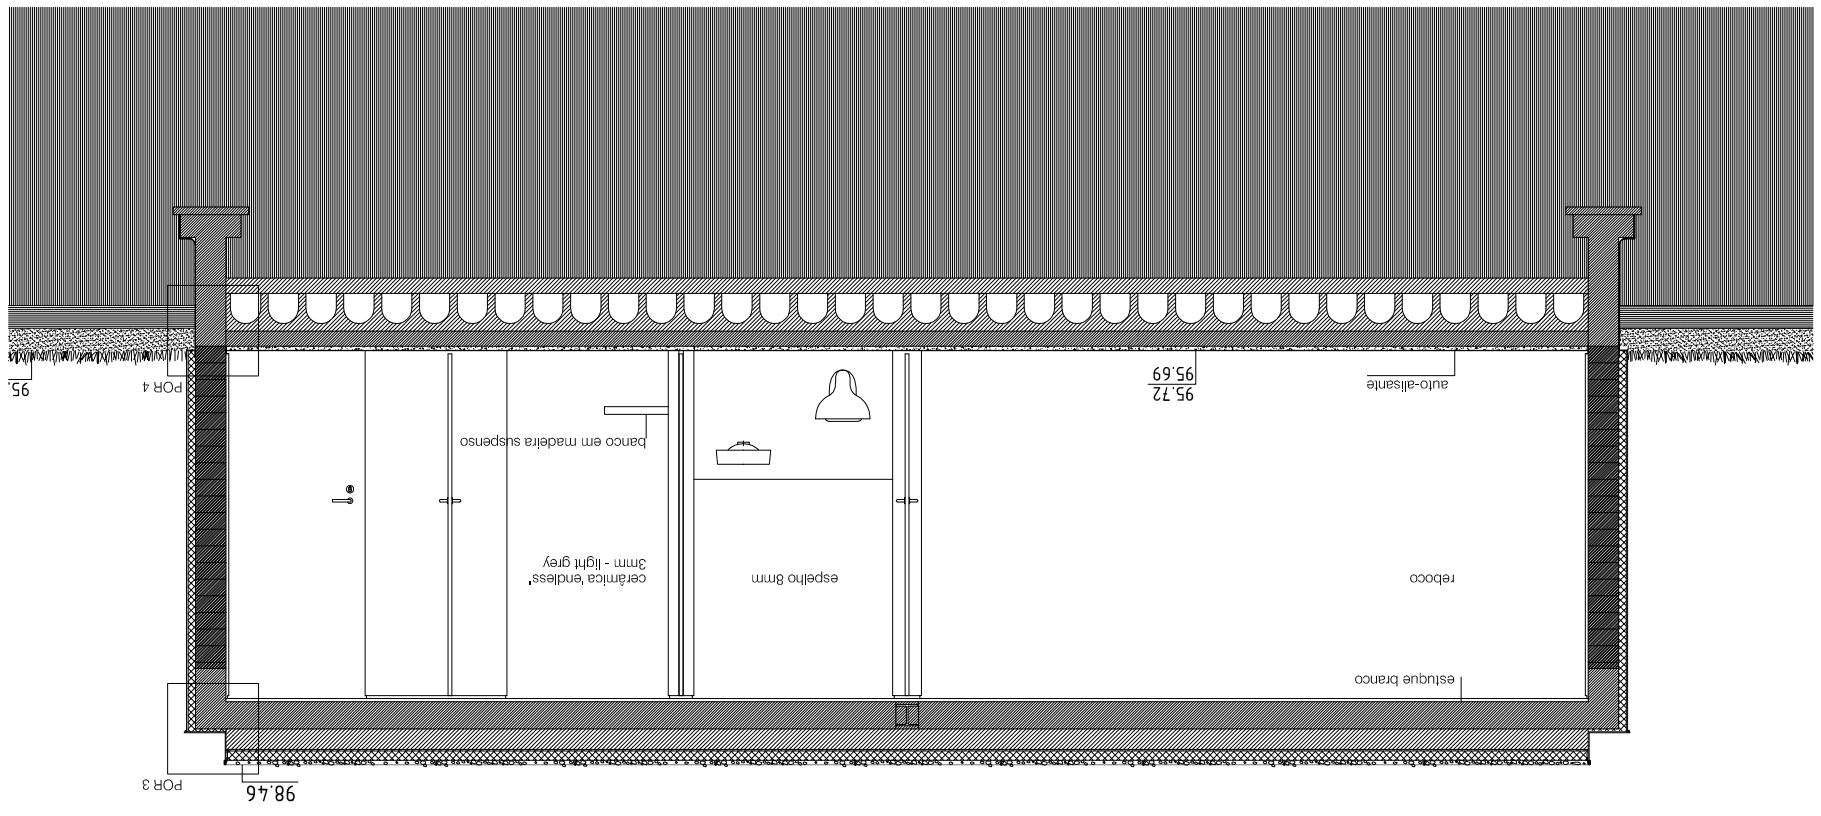 98.46
POR 3
estuque branco
reboco
espelho 8mm
cerâmica 'endless'
3mm - light grey
banco em madeira suspenso
auto-alisante
95.72
95.69
POR 4
95.